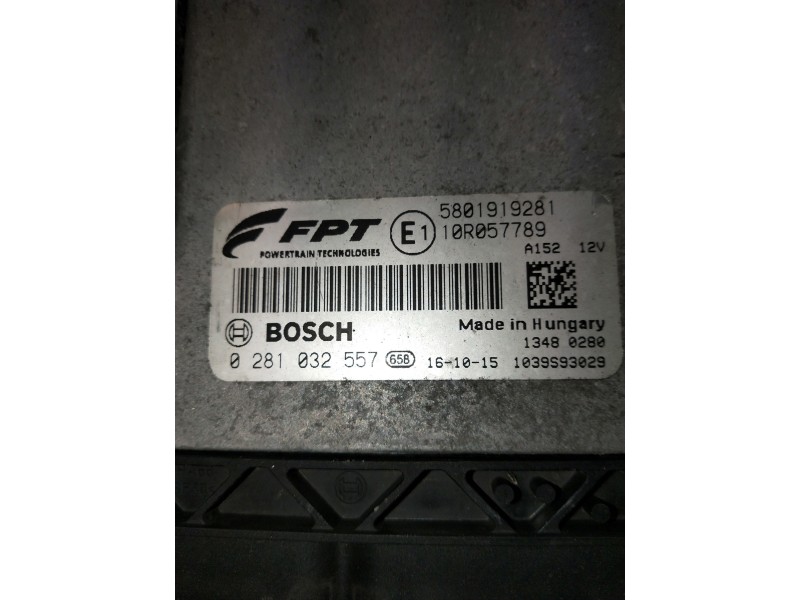 FPT
POWERTRAIN TECHNOLOGIES
E1
5801919281
10R057789
A152 12V
BOSCH
Made in Hungary
1348 0280
0 281 032 557 65B 16-10-15 1039S93029